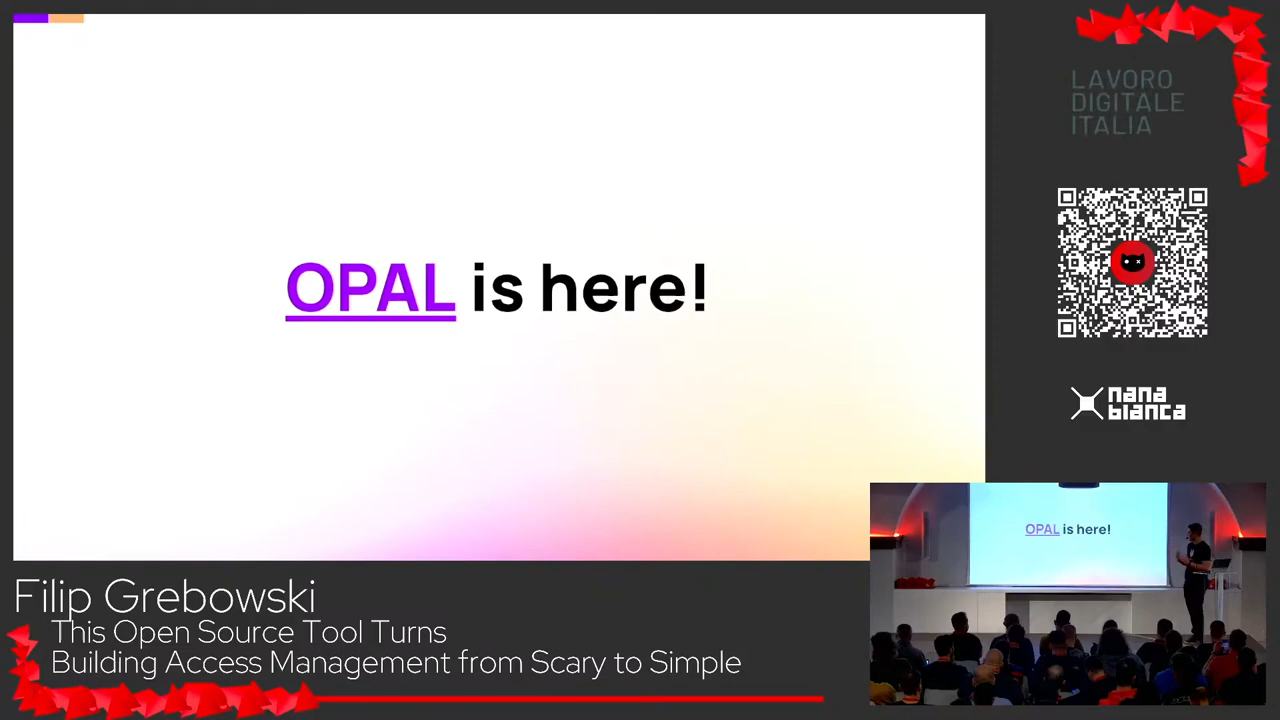 OPAL is here!
LAVORO
DIGITALE
ITALIA
nana
bianca
OPAL is here!
Filip Grebowski
This Open Source Tool Turns
Building Access Management from Scary to Simple